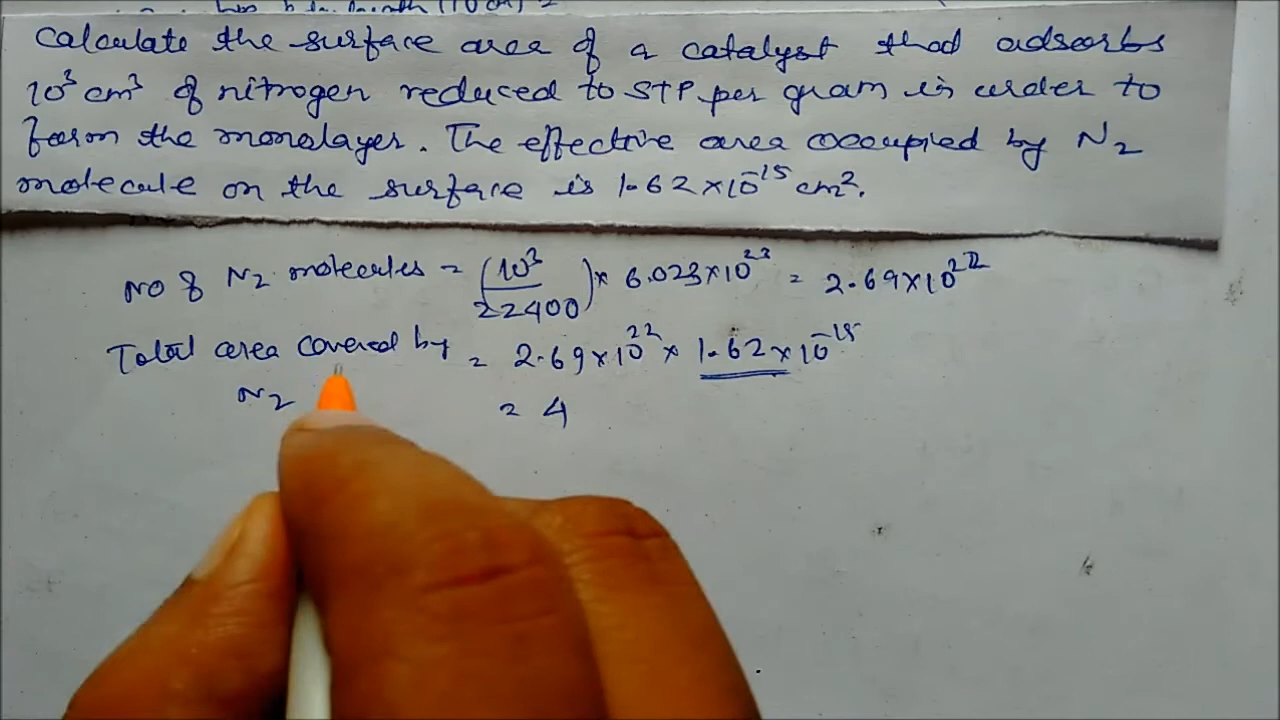 Calculate the surface area of a catalyst that adsorbs
10³ cm³ of nitrogen reduced to STP per gram in order to
form the monolayer. The effective area occupied by N₂
molecule on the surface is 1.62×10⁻¹⁵ cm².
No of N₂ molecules = (10³/22400) × 6.023×10²³ = 2.69×10²²
Total area covered by = 2.69×10²² × 1.62×10⁻¹⁵
N₂ = 4